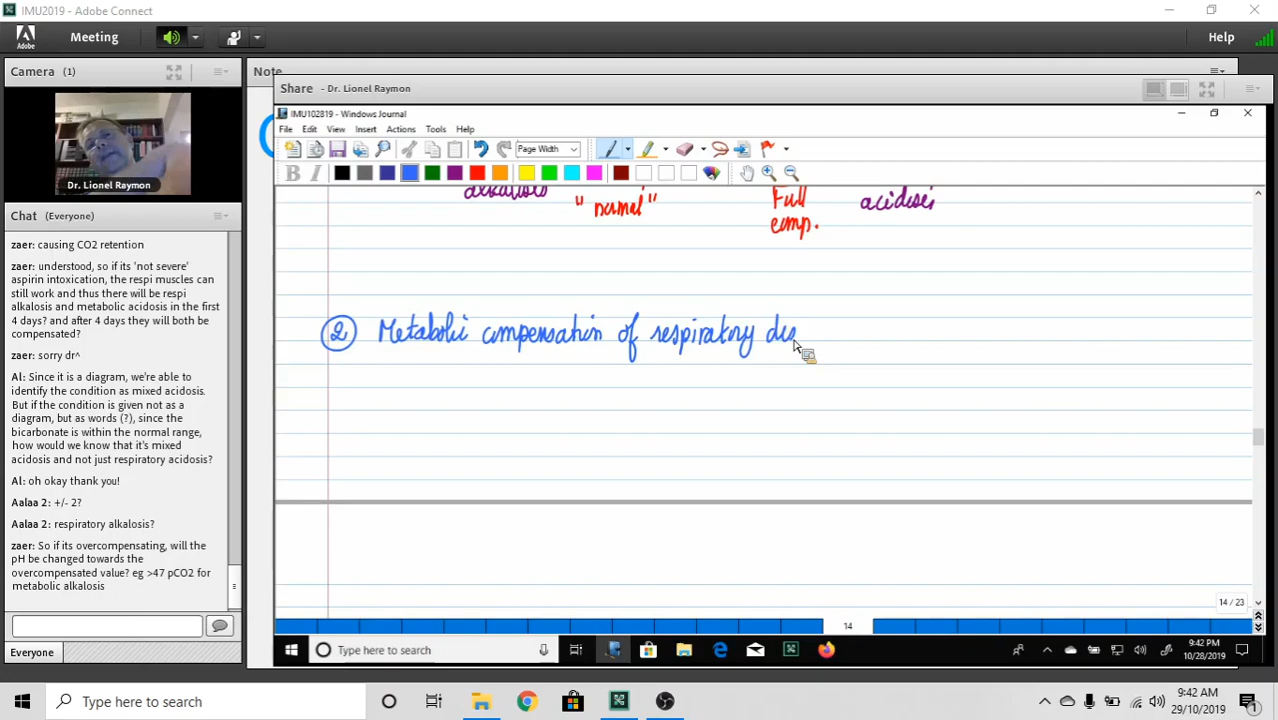 IMU2019 - Adobe Connect
Adobe
Meeting
Help
Camera (1)
Dr. Lionel Raymon
Chat (Everyone)
zaer: causing CO2 retention
zaer: understood, so if its 'not severe'
aspirin intoxication, the respi muscles can
still work and thus there will be respi
alkalosis and metabolic acidosis in the first
4 days? and after 4 days they will both be
compensated?
zaer: sorry dr^
Al: Since it is a diagram, we're able to
identify the condition as mixed acidosis.
But if the condition is given not as a
diagram, but as words (?), since the
bicarbonate is within the normal range,
how would we know that it's mixed
acidosis and not just respiratory acidosis?
Al: oh okay thank you!
Aalaa 2: +/- 2?
Aalaa 2: respiratory alkalosis?
zaer: So if its overcompensating, will the
pH be changed towards the
overcompensated value? eg >47 pCO2 for
metabolic alkalosis
Everyone
Note
Share - Dr. Lionel Raymon
IMU102819 - Windows Journal
File Edit View Insert Actions Tools Help
Page Width
B I
alkalosis
"normal"
Full
comp.
acidosis
② Metabolic compensation of respiratory dis
14 / 23
14
Type here to search
9:42 PM
10/28/2019
Type here to search
9:42 AM
29/10/2019
1